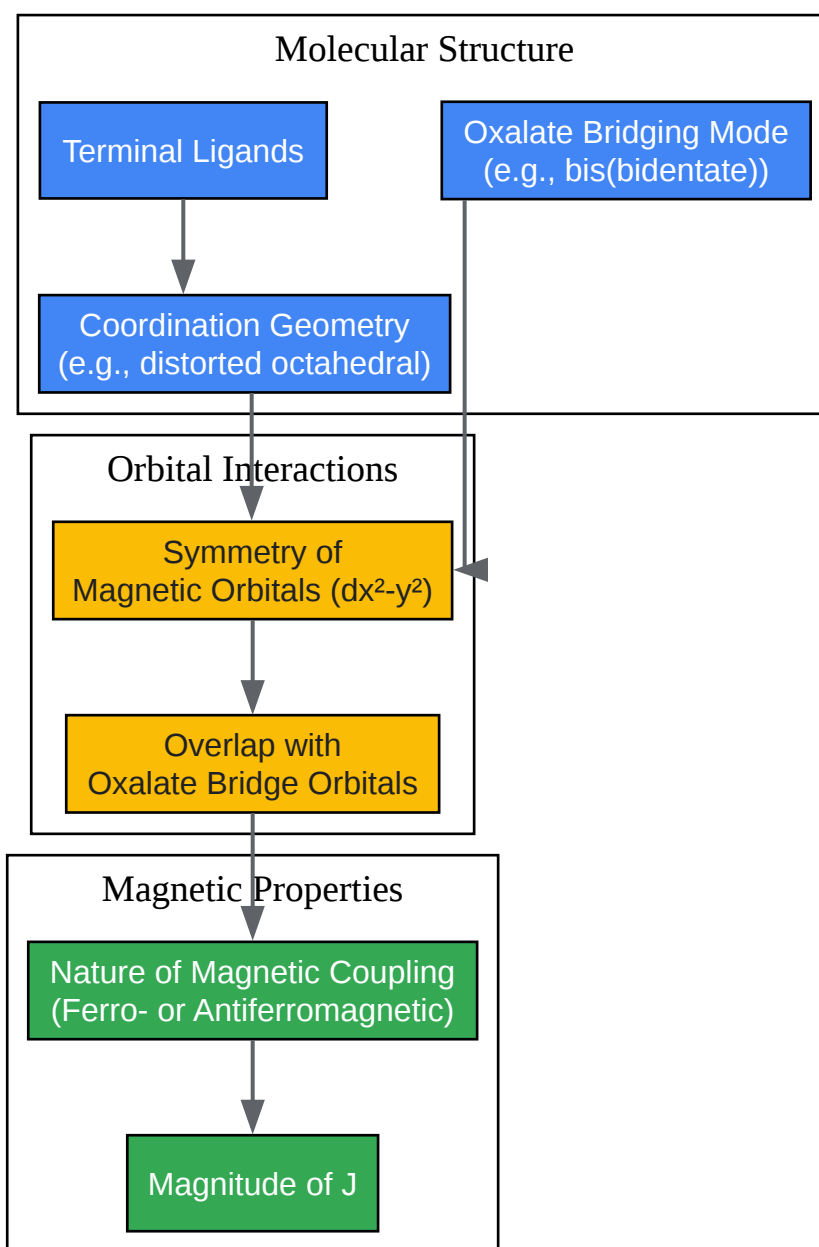 Molecular Structure
Terminal Ligands
Oxalate Bridging Mode
(e.g., bis(bidentate))
Coordination Geometry
(e.g., distorted octahedral)
Orbital Interactions
Symmetry of
Magnetic Orbitals (dx²-y²)
Overlap with
Oxalate Bridge Orbitals
Magnetic Properties
Nature of Magnetic Coupling
(Ferro- or Antiferromagnetic)
Magnitude of J